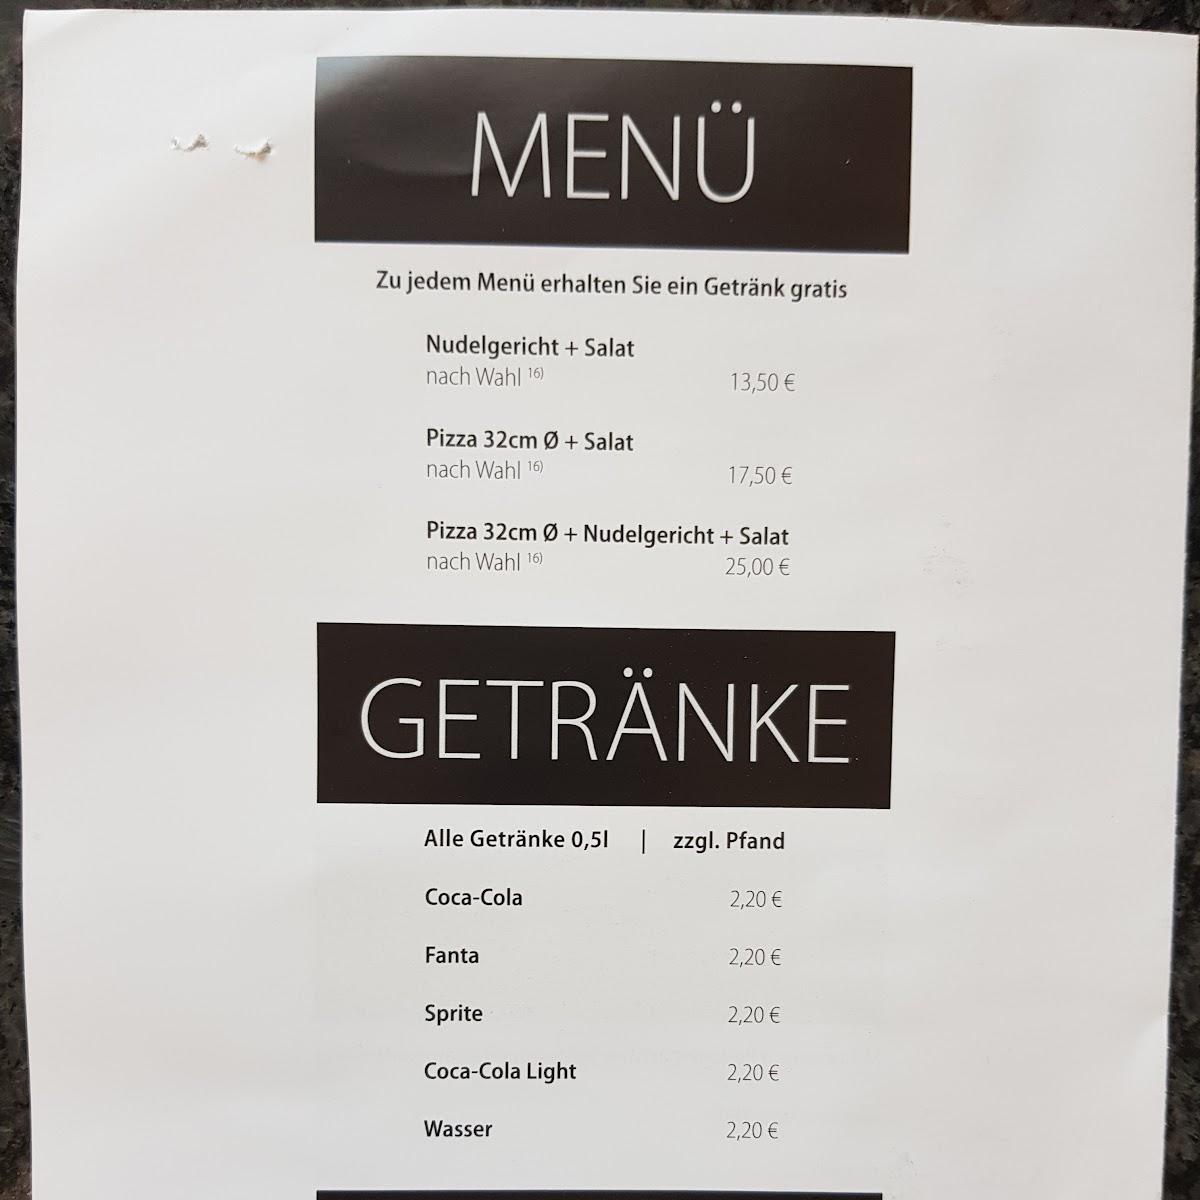 MENÜ
Zu jedem Menü erhalten Sie ein Getränk gratis
Nudelgericht + Salat
nach Wahl 16) 13,50 €
Pizza 32cm Ø + Salat
nach Wahl 16) 17,50 €
Pizza 32cm Ø + Nudelgericht + Salat
nach Wahl 16) 25,00 €
GETRÄNKE
Alle Getränke 0,5l | zzgl. Pfand
Coca-Cola 2,20 €
Fanta 2,20 €
Sprite 2,20 €
Coca-Cola Light 2,20 €
Wasser 2,20 €